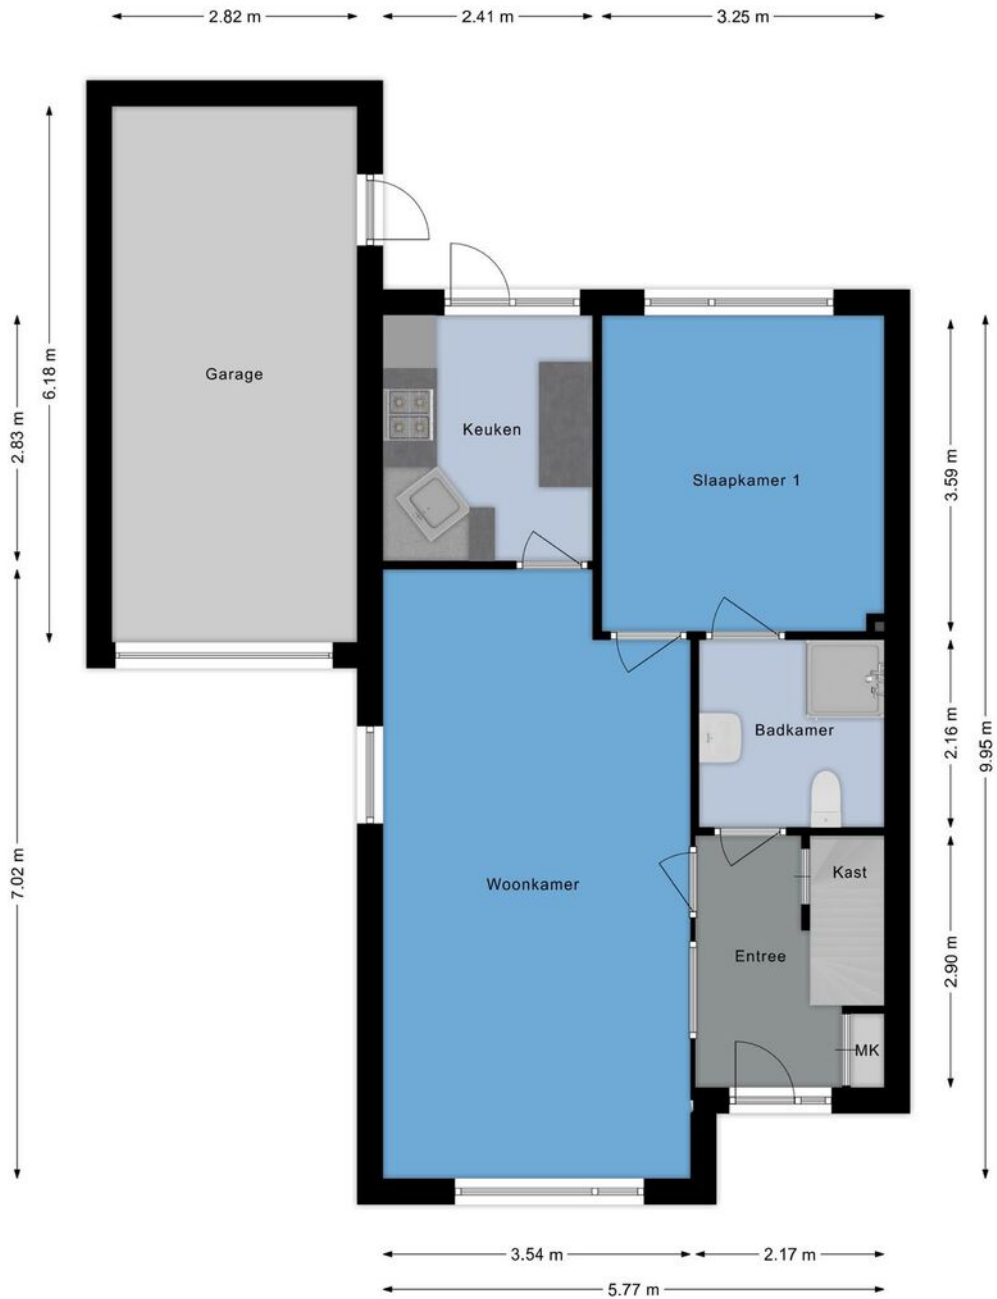 2.82 m
2.41 m
3.25 m
Garage
Keuken
Slaapkamer 1
6.18 m
2.83 m
3.59 m
9.95 m
Badkamer
2.16 m
7.02 m
Woonkamer
Kast
Entree
2.90 m
MK
3.54 m
2.17 m
5.77 m